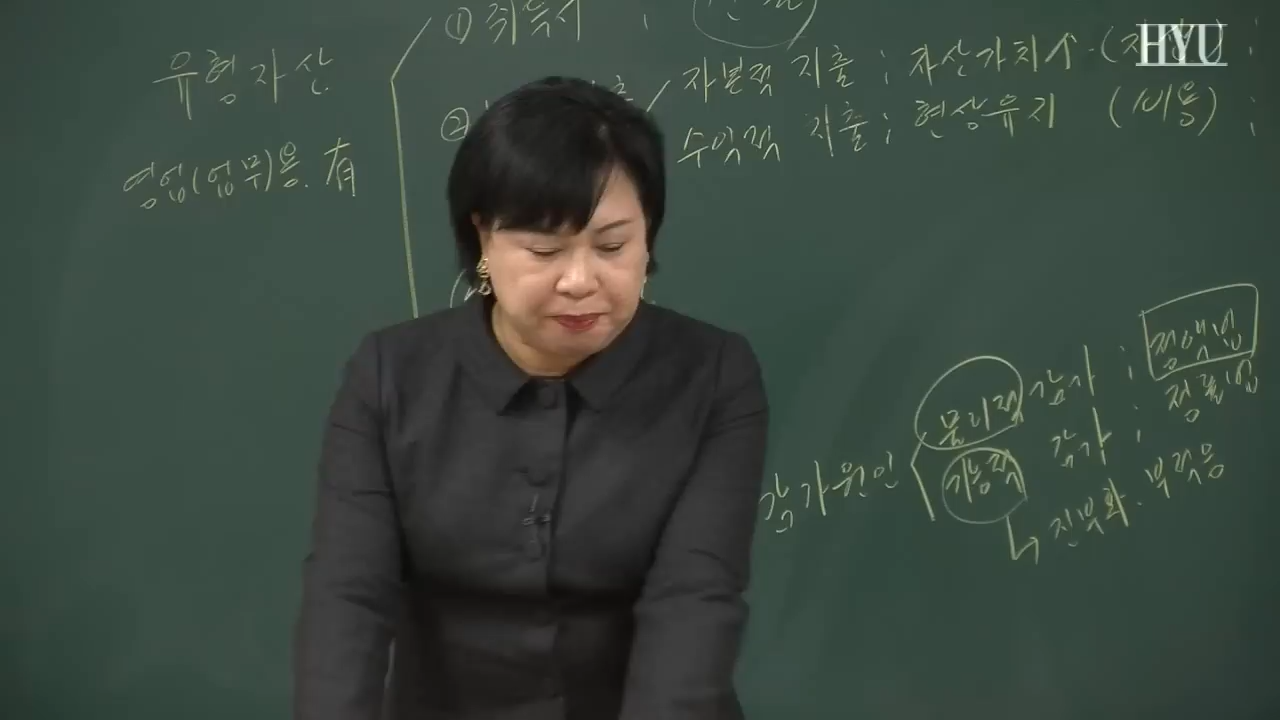 HYU
① 취득시 ;
유형자산
②
자본적 지출 ; 자산가치↑ (자산) ;
수익적 지출 ; 현상유지 (비용) ;
영업(업무)용. 有
감가원인
물리적 감가 ; 정액법
정률법
기능적 감가 ;
↳ 진부화. 부적응